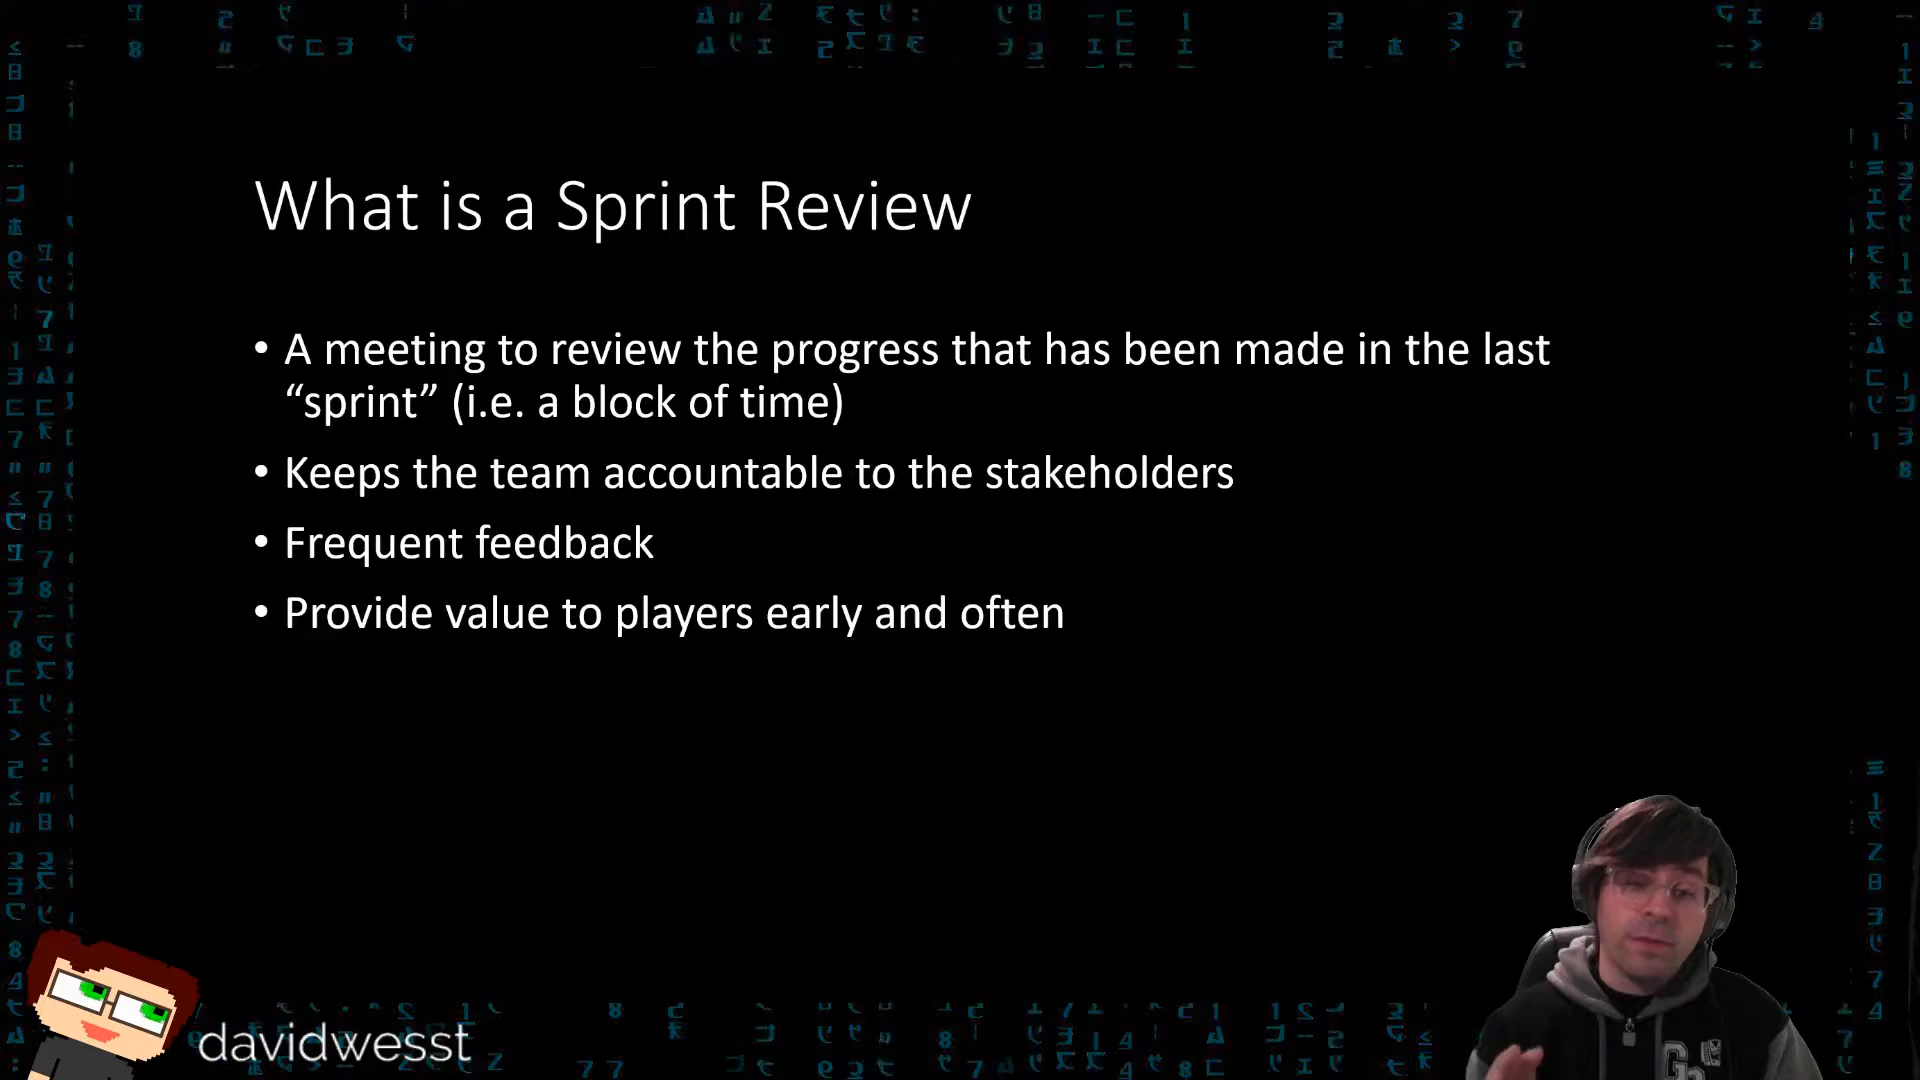 What is a Sprint Review
• A meeting to review the progress that has been made in the last
“sprint” (i.e. a block of time)
• Keeps the team accountable to the stakeholders
• Frequent feedback
• Provide value to players early and often
davidwesst